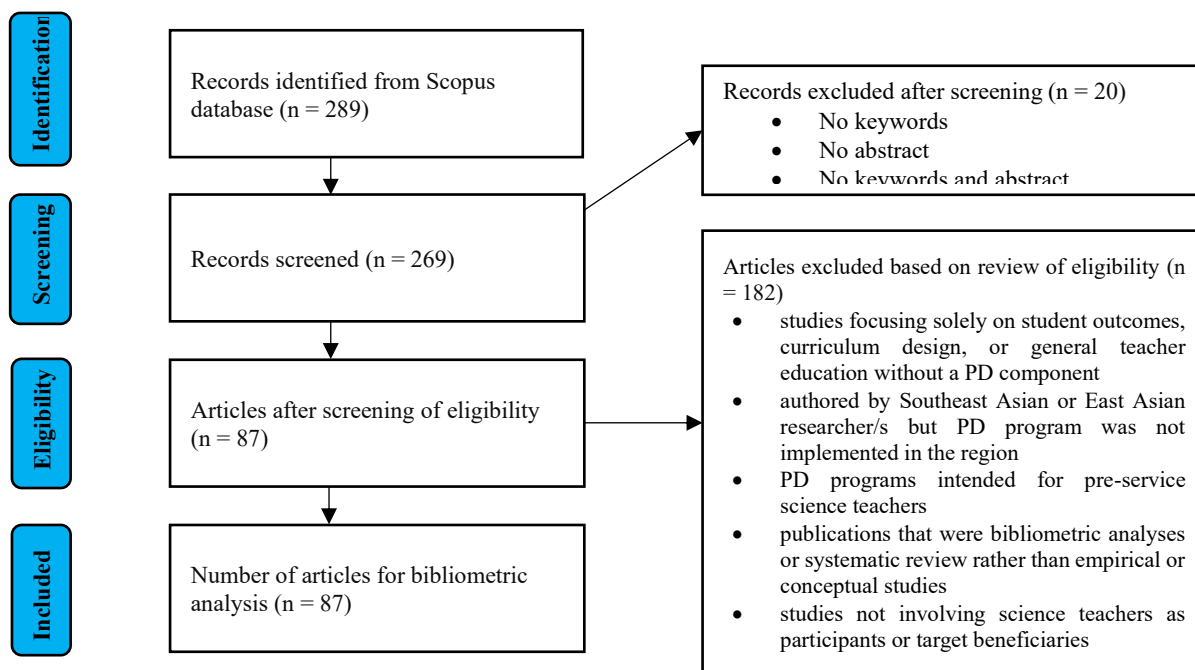 Identification
Records identified from Scopus
database (n = 289)
Records excluded after screening (n = 20)
• No keywords
• No abstract
• No keywords and abstract
Screening
Records screened (n = 269)
Articles excluded based on review of eligibility (n
= 182)
• studies focusing solely on student outcomes,
curriculum design, or general teacher
education without a PD component
• authored by Southeast Asian or East Asian
researcher/s but PD program was not
implemented in the region
• PD programs intended for pre-service
science teachers
• publications that were bibliometric analyses
or systematic review rather than empirical or
conceptual studies
• studies not involving science teachers as
participants or target beneficiaries
Eligibility
Articles after screening of eligibility
(n = 87)
Included
Number of articles for bibliometric
analysis (n = 87)